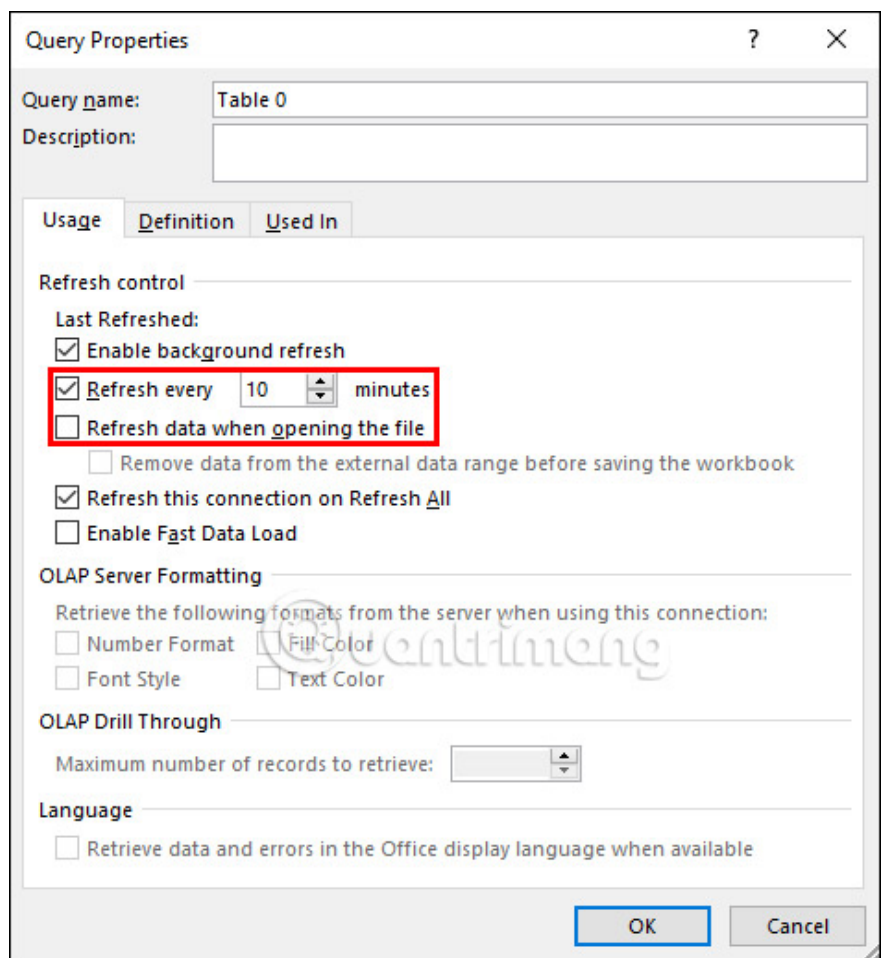 Query Properties ?
Query name: Table 0
Description:
Usage Definition Used In
Refresh control
Last Refreshed:
Enable background refresh
Refresh every 10 minutes
Refresh data when opening the file
Remove data from the external data range before saving the workbook
Refresh this connection on Refresh All
Enable Fast Data Load
OLAP Server Formatting
Retrieve the following formats from the server when using this connection:
Number Format Fill Color
Quantrimang
Font Style Text Color
OLAP Drill Through
Maximum number of records to retrieve:
Language
Retrieve data and errors in the Office display language when available
OK Cancel